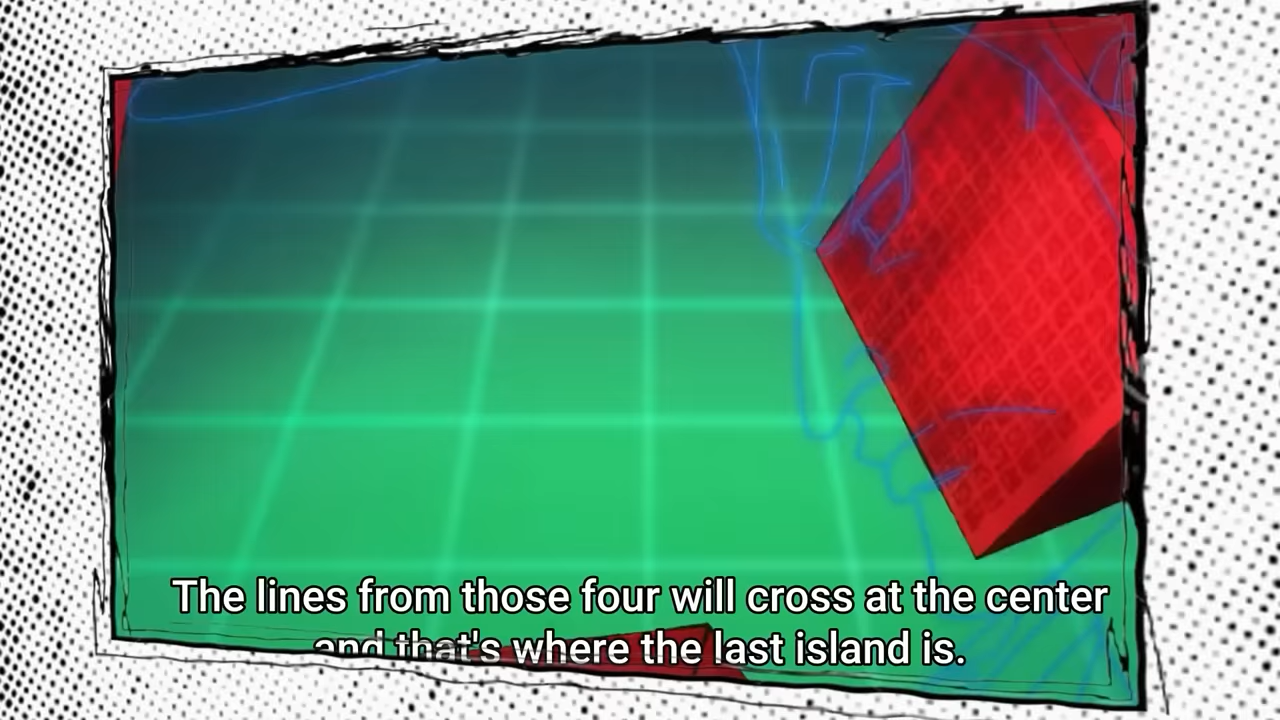 The lines from those four will cross at the center
and that's where the last island is.